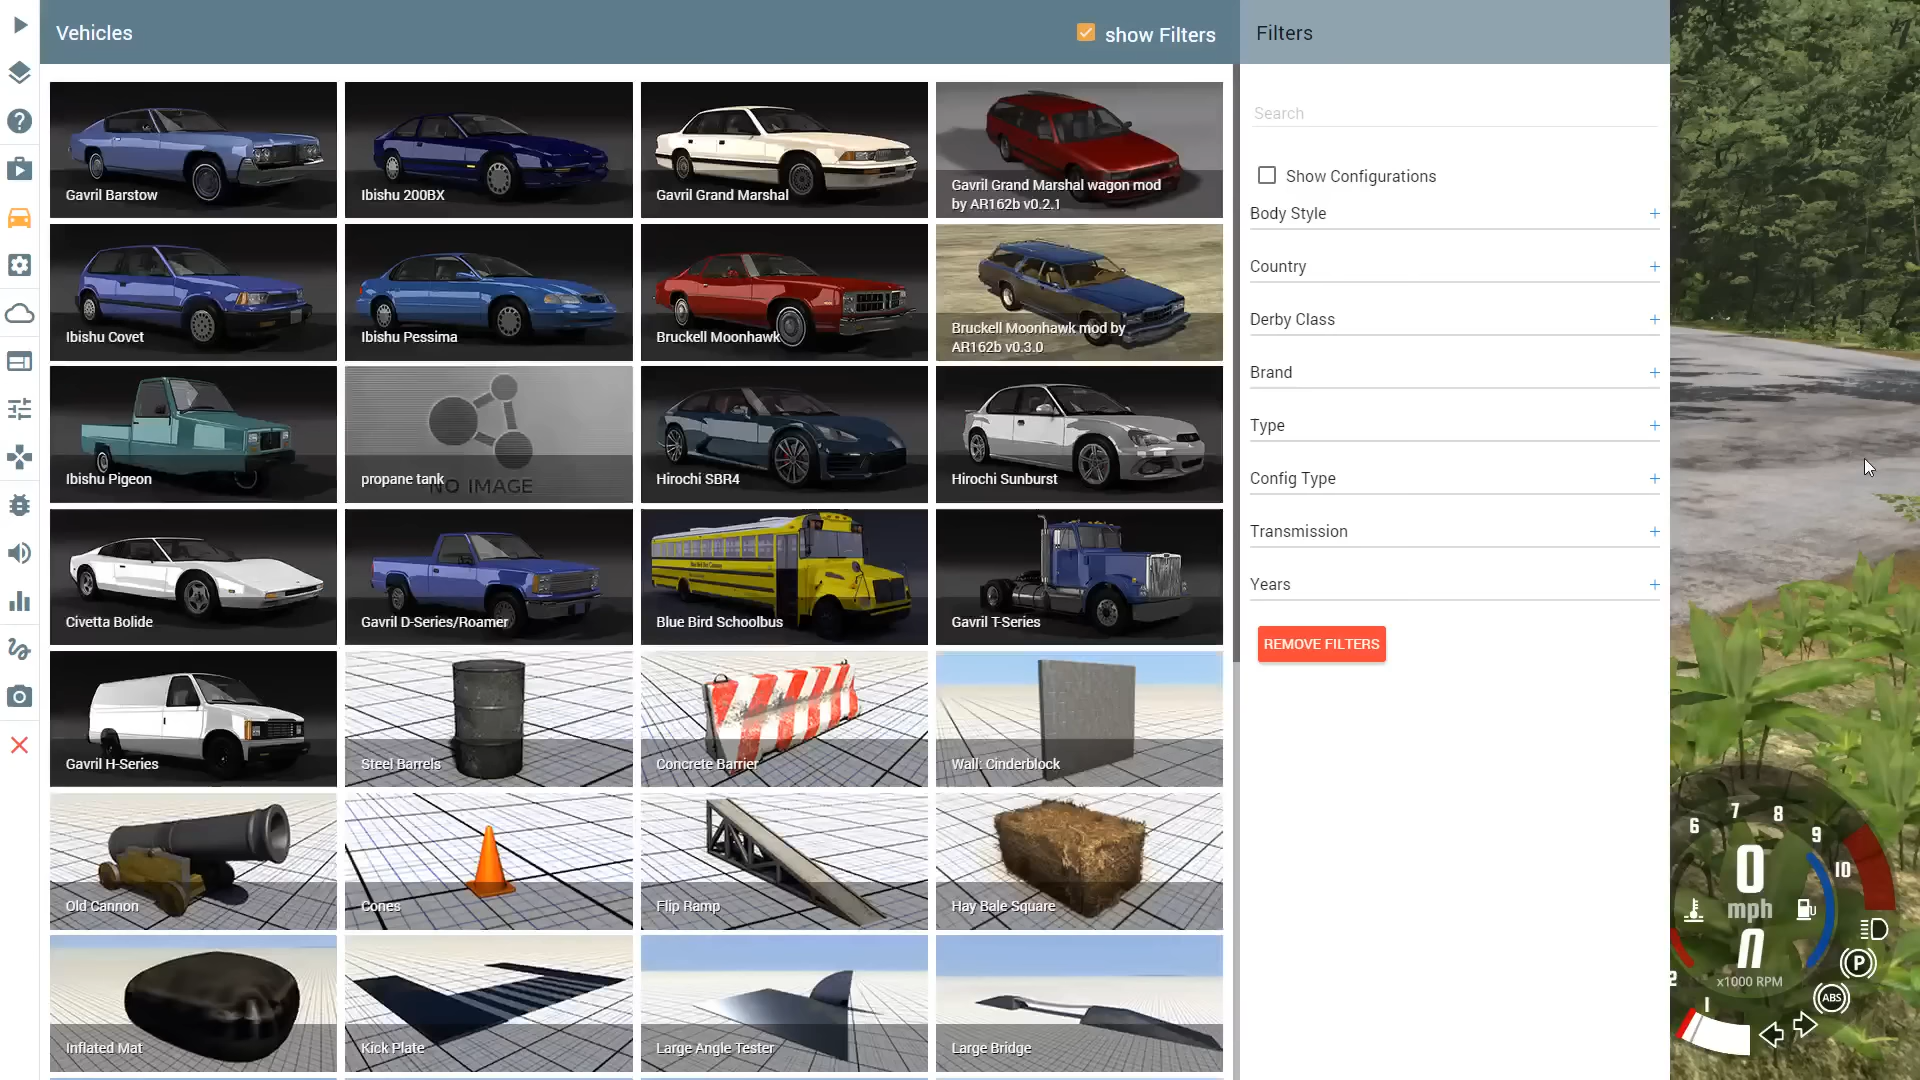 Vehicles
show Filters
Filters
Gavril Barstow
Ibishu 200BX
Gavril Grand Marshal
Gavril Grand Marshal wagon mod
by AR162b v0.2.1
Search
Show Configurations
Body Style
Country
Derby Class
Brand
Type
Config Type
Transmission
Years
REMOVE FILTERS
Ibishu Covet
Ibishu Pessima
Bruckell Moonhawk
Bruckell Moonhawk mod by
AR162b v0.3.0
Ibishu Pigeon
propane tank
NO IMAGE
Hirochi SBR4
Hirochi Sunburst
Civetta Bolide
Gavril D-Series/Roamer
Blue Bird Schoolbus
Gavril T-Series
Gavril H-Series
Steel Barrels
Concrete Barrier
Wall: Cinderblock
Old Cannon
Cones
Flip Ramp
Hay Bale Square
Inflated Mat
Kick Plate
Large Angle Tester
Large Bridge
6 7 8 9 10
0
mph
n
x1000 RPM
2
P
ABS